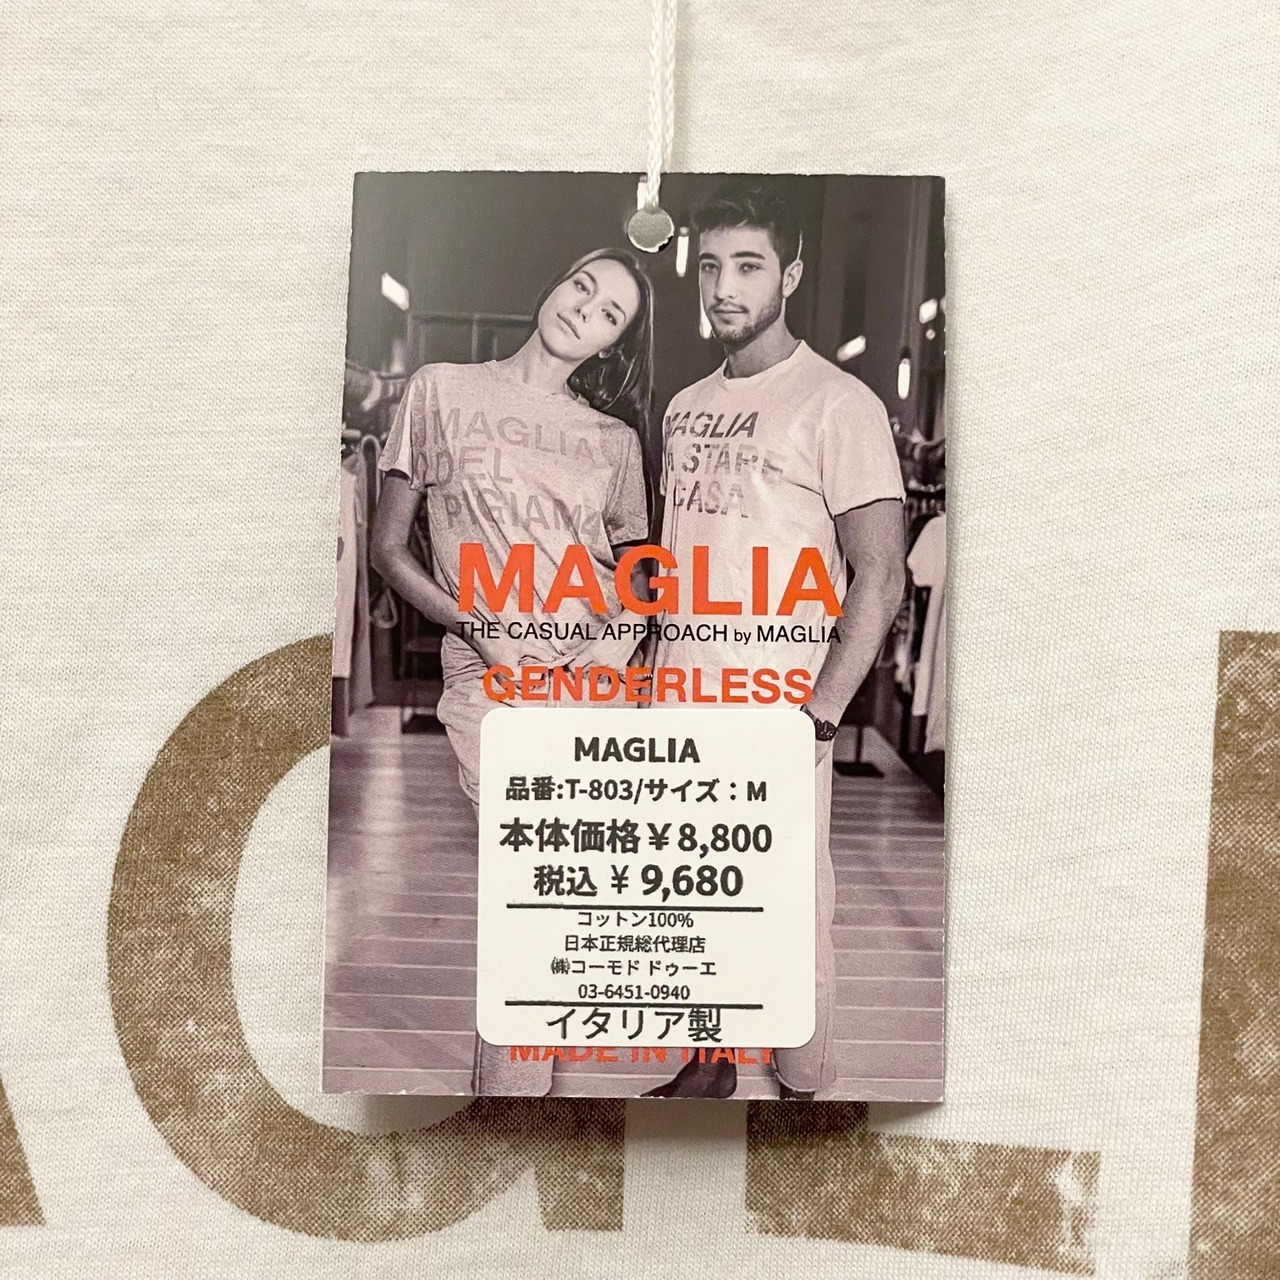 MAGLIA
DEL
PIGIAMA
MAGLIA
A STARE
CASA
MAGLIA
THE CASUAL APPROACH by MAGLIA
GENDERLESS
MAGLIA
品番:T-803/サイズ：M
本体価格￥8,800
税込￥9,680
コットン100%
日本正規総代理店
㈱コーモド ドゥーエ
03-6451-0940
イタリア製
MADE IN ITALY